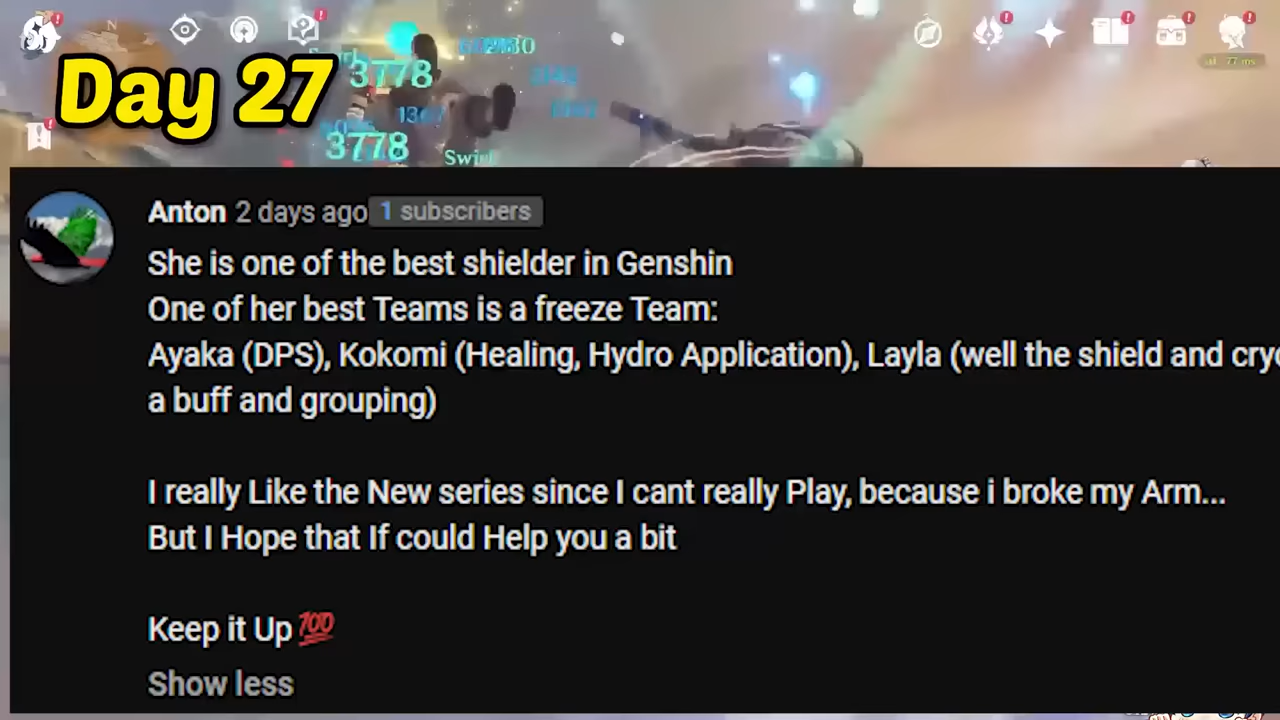 N
Day 27
3778
3778
Swirl
77 ms
Anton 2 days ago 1 subscribers
She is one of the best shielder in Genshin
One of her best Teams is a freeze Team:
Ayaka (DPS), Kokomi (Healing, Hydro Application), Layla (well the shield and cry
a buff and grouping)
I really Like the New series since I cant really Play, because i broke my Arm...
But I Hope that If could Help you a bit
Keep it Up 💯
Show less